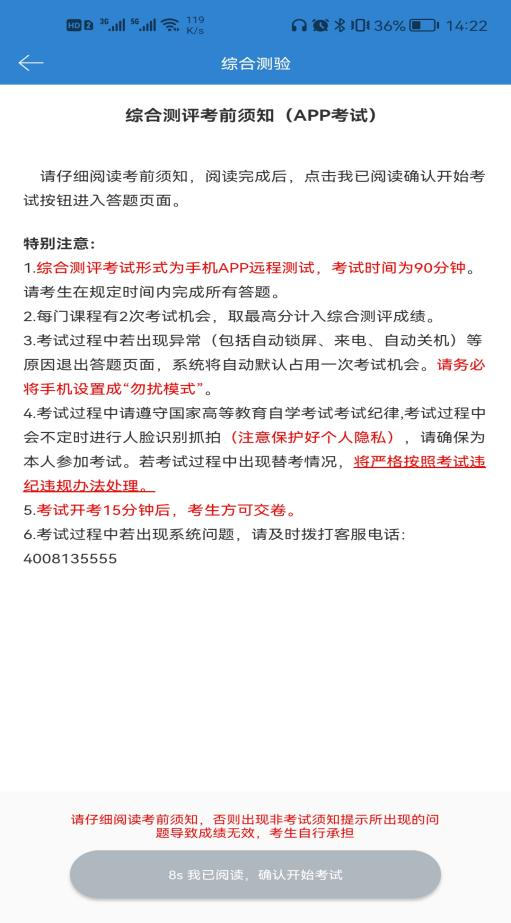 HD 2 3G 5G 119 K/s 36% 14:22
综合测验
综合测评考前须知（APP考试）
请仔细阅读考前须知，阅读完成后，点击我已阅读确认开始考
试按钮进入答题页面。
特别注意：
1.综合测评考试形式为手机APP远程测试，考试时间为90分钟。
请考生在规定时间内完成所有答题。
2.每门课程有2次考试机会，取最高分计入综合测评成绩。
3.考试过程中若出现异常（包括自动锁屏、来电、自动关机）等
原因退出答题页面，系统将自动默认占用一次考试机会。请务必
将手机设置成“勿扰模式”。
4.考试过程中请遵守国家高等教育自学考试考试纪律,考试过程中
会不定时进行人脸识别抓拍（注意保护好个人隐私），请确保为
本人参加考试。若考试过程中出现替考情况，将严格按照考试违
纪违规办法处理。
5.考试开考15分钟后，考生方可交卷。
6.考试过程中若出现系统问题，请及时拨打客服电话：
4008135555
请仔细阅读考前须知，否则出现非考试须知提示所出现的问
题导致成绩无效，考生自行承担
8s 我已阅读，确认开始考试